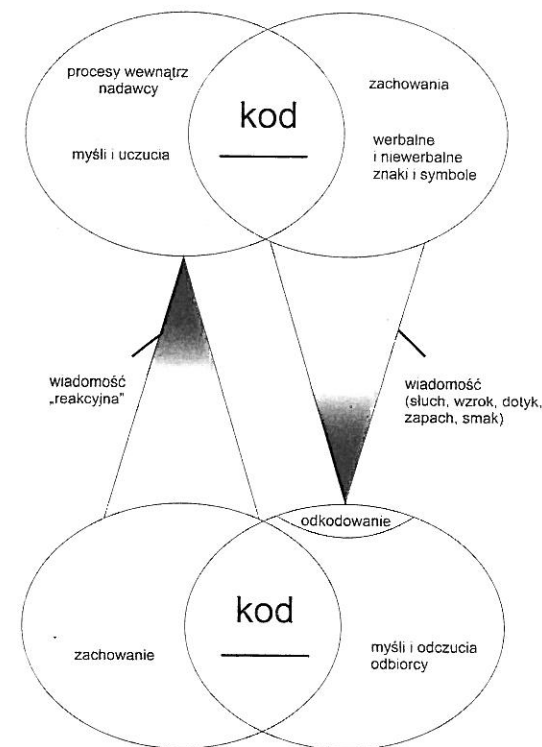 procesy wewnątrz
nadawcy
myśli i uczucia
kod
zachowania
werbalne
i niewerbalne
znaki i symbole
wiadomość
„reakcyjna”
wiadomość
(słuch, wzrok, dotyk,
zapach, smak)
odkodowanie
zachowanie
kod
myśli i odczucia
odbiorcy